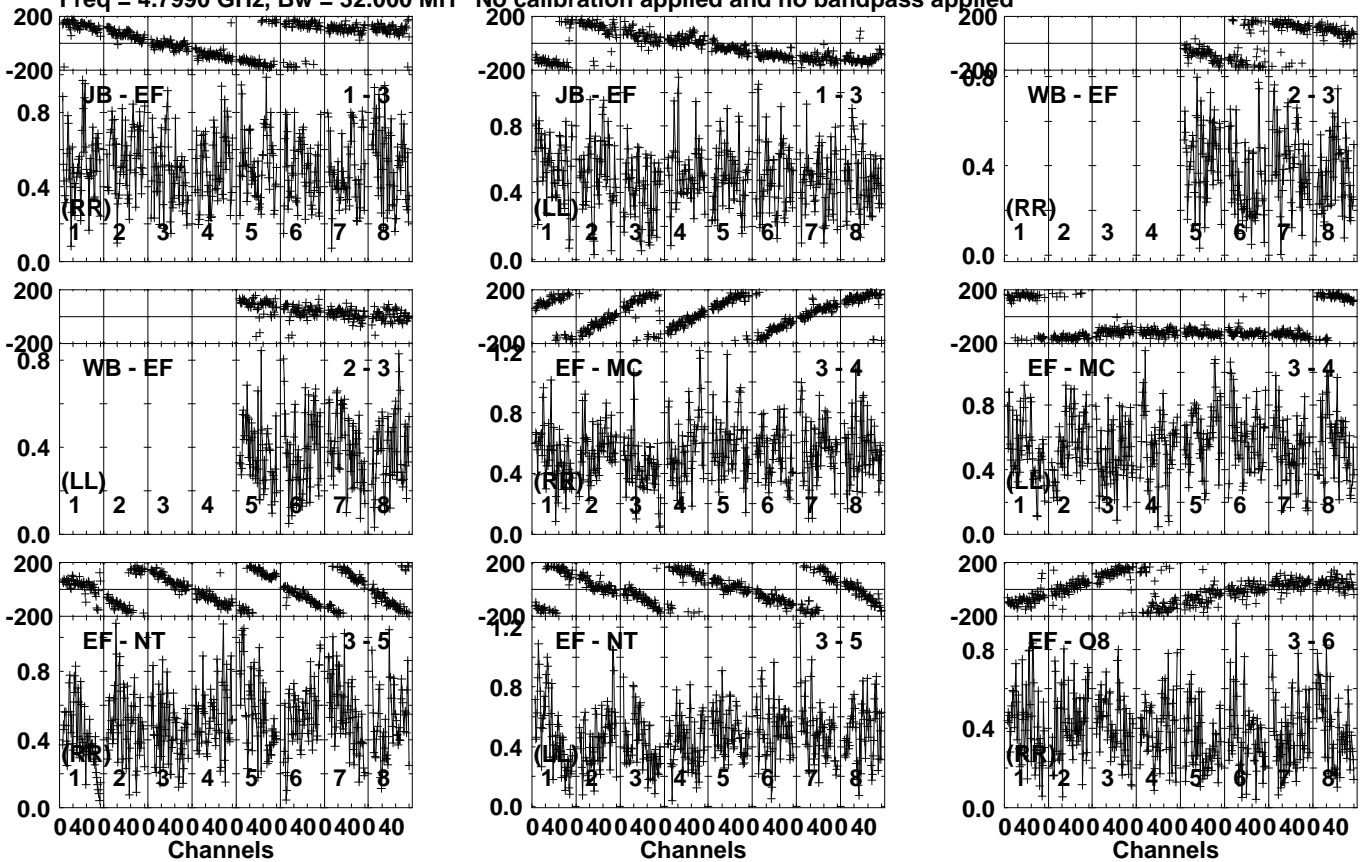 Freq = 4.7990 GHz, Bw = 32.000 MH No calibration applied and no bandpass applied
200 200 200
-200 -200 -200
0.8 JB - EF 1 - 3 0.8 JB - EF 1 - 3 0.8 WB - EF 2 - 3
0.4 0.4 0.4
(RR) (LL) (RR)
1 2 3 4 5 6 7 8 1 2 3 4 5 6 7 8 1 2 3 4 5 6 7 8
0.0 0.0 0.0
200 200 200
-200 -200 -200
0.8 WB - EF 2 - 3 1.2 EF - MC 3 - 4 EF - MC 3 - 4
0.8 0.8
0.4 0.4 0.4
(LL) (RR) (LL)
1 2 3 4 5 6 7 8 1 2 3 4 5 6 7 8 1 2 3 4 5 6 7 8
0.0 0.0 0.0
200 200 200
-200 -200 -200
EF - NT 3 - 5 1.2 EF - NT 3 - 5 EF - O8 3 - 6
0.8 0.8 0.8
0.4 0.4 0.4
(RR) (LL) (RR)
1 2 3 4 5 6 7 8 1 2 3 4 5 6 7 8 1 2 3 4 5 6 7 8
0.0 0.0 0.0
0 40 0 40 0 40 0 40 0 40 0 40 0 40 0 40 0 40 0 40 0 40 0 40 0 40 0 40 0 40 0 40 0 40 0 40 0 40 0 40 0 40 0 40 0 40 0 40
Channels Channels Channels